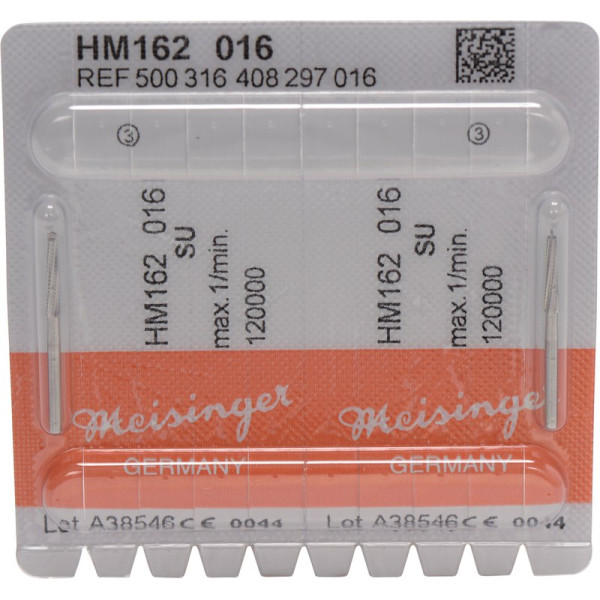 HM162 016
REF 500 316 408 297 016
3
3
HM162 016
SU
max.1/min.
120000
HM162 016
SU
max.1/min.
120000
Meisinger
GERMANY
Meisinger
GERMANY
Lot A38546 CE 0044
Lot A38546 CE 0044